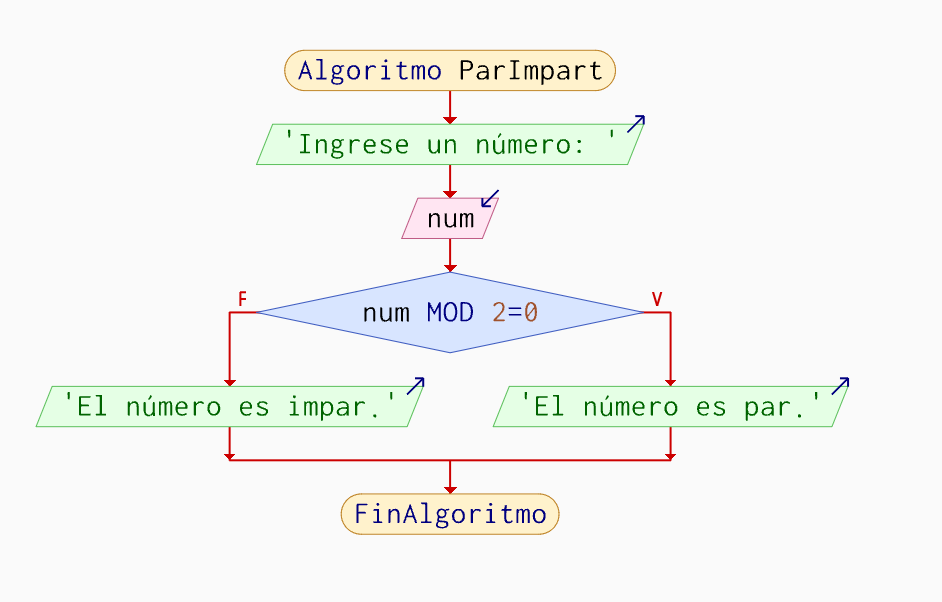 Algoritmo ParImpart
'Ingrese un número: '
num
F
V
num MOD 2=0
'El número es impar.'
'El número es par.'
FinAlgoritmo